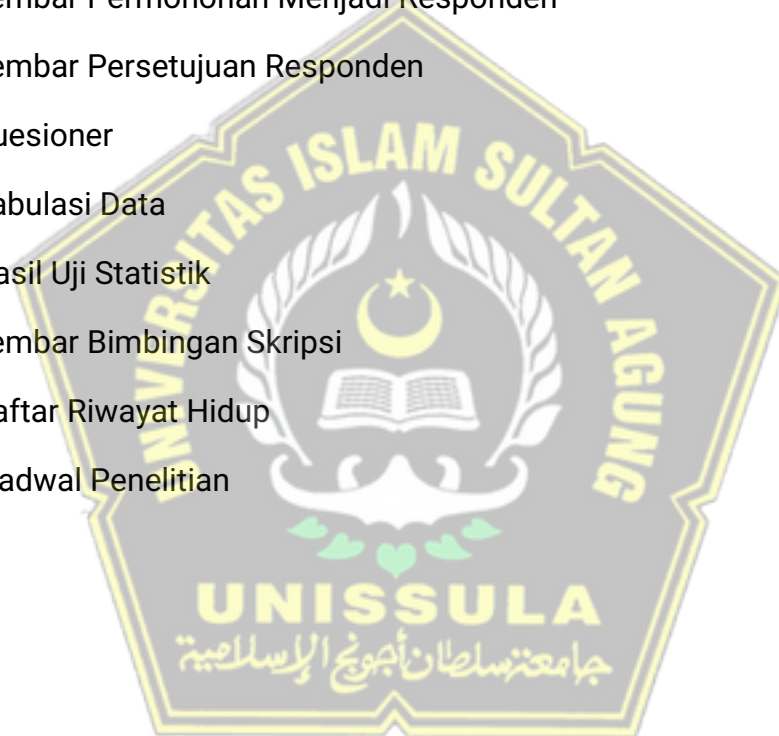 embar Permohonan Menjadi Responden
embar Persetujuan Responden
uesioner
abulasi Data
asil Uji Statistik
embar Bimbingan Skripsi
aftar Riwayat Hidup
adwal Penelitian
UNIVERSITAS ISLAM SULTAN AGUNG
UNISSULA
جامعة سلطان أجونج الإسلامية